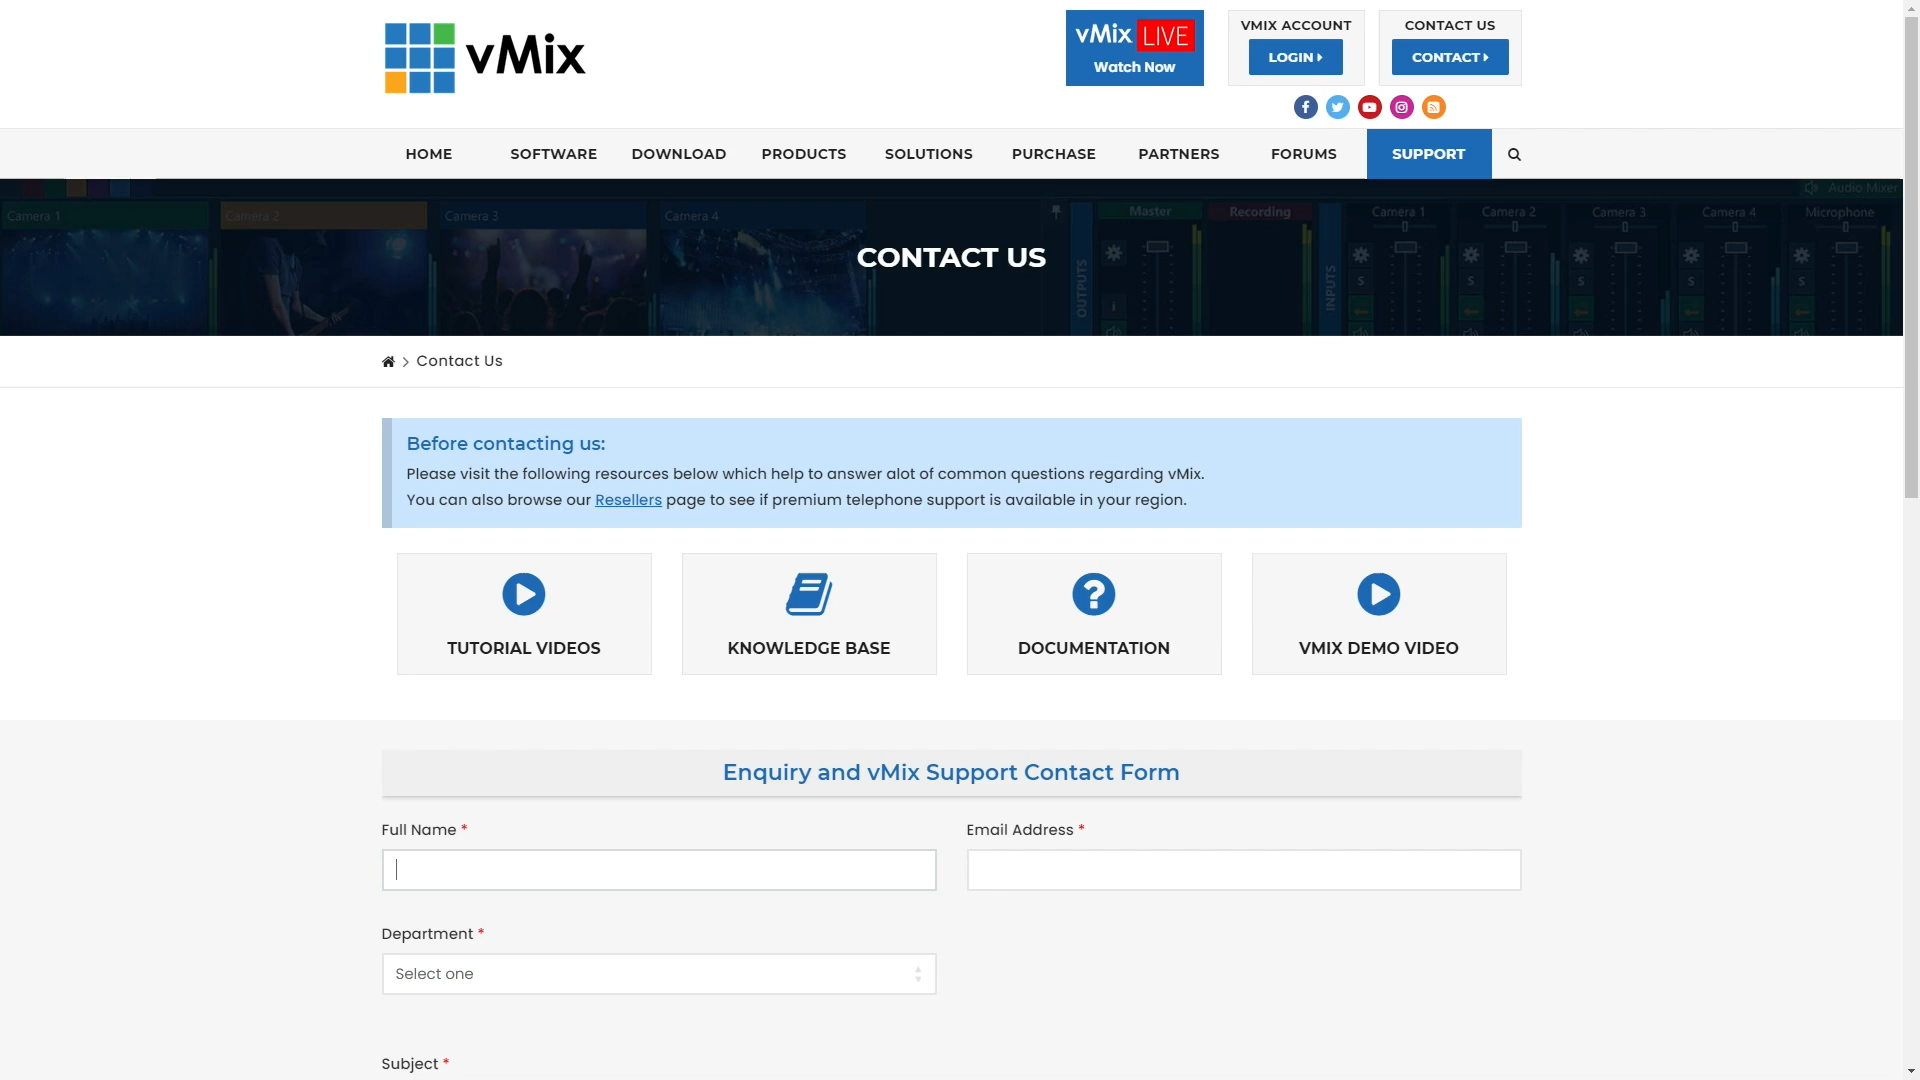 vMix
vMix LIVE
Watch Now
VMIX ACCOUNT
LOGIN
CONTACT US
CONTACT
HOME
SOFTWARE
DOWNLOAD
PRODUCTS
SOLUTIONS
PURCHASE
PARTNERS
FORUMS
SUPPORT
Audio Mixer
Camera 1
Camera 2
Camera 3
Camera 4
Master
Recording
Camera 1
Camera 2
Camera 3
Camera 4
Microphone
OUTPUTS
INPUTS
S
S
S
S
S
CONTACT US
Contact Us
Before contacting us:
Please visit the following resources below which help to answer alot of common questions regarding vMix.
You can also browse our Resellers page to see if premium telephone support is available in your region.
TUTORIAL VIDEOS
KNOWLEDGE BASE
DOCUMENTATION
VMIX DEMO VIDEO
Enquiry and vMix Support Contact Form
Full Name *
Email Address *
Department *
Select one
Subject *